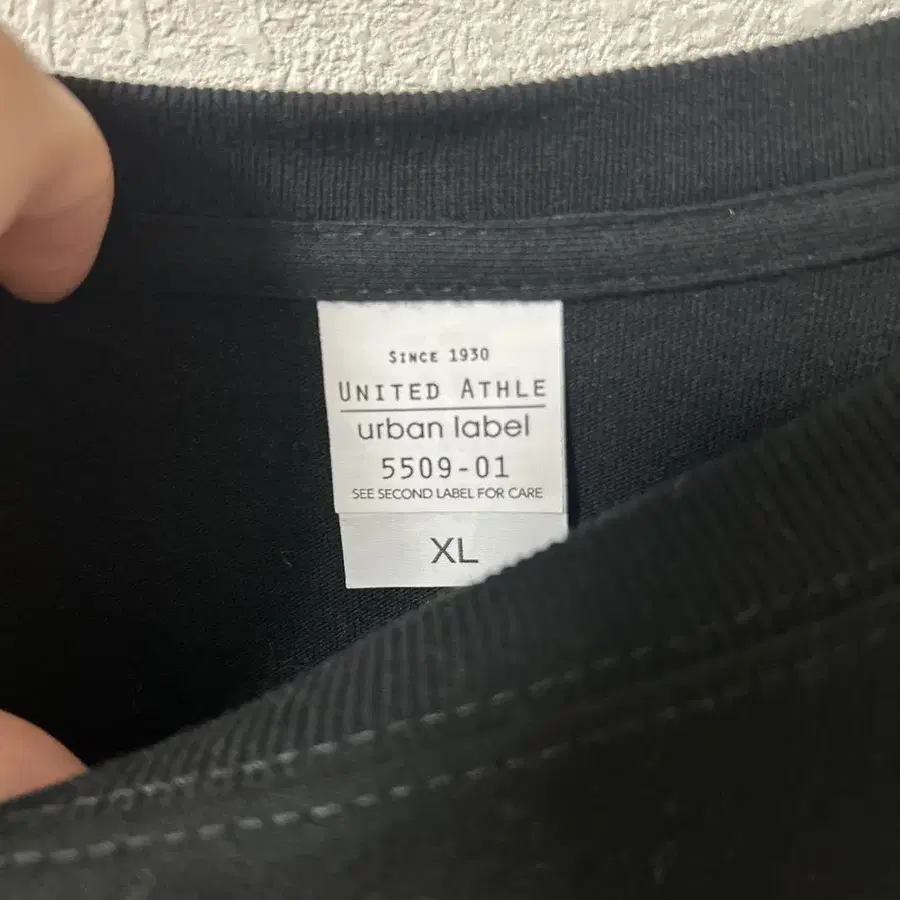 SINCE 1930
UNITED ATHLE
urban label
5509-01
SEE SECOND LABEL FOR CARE
XL